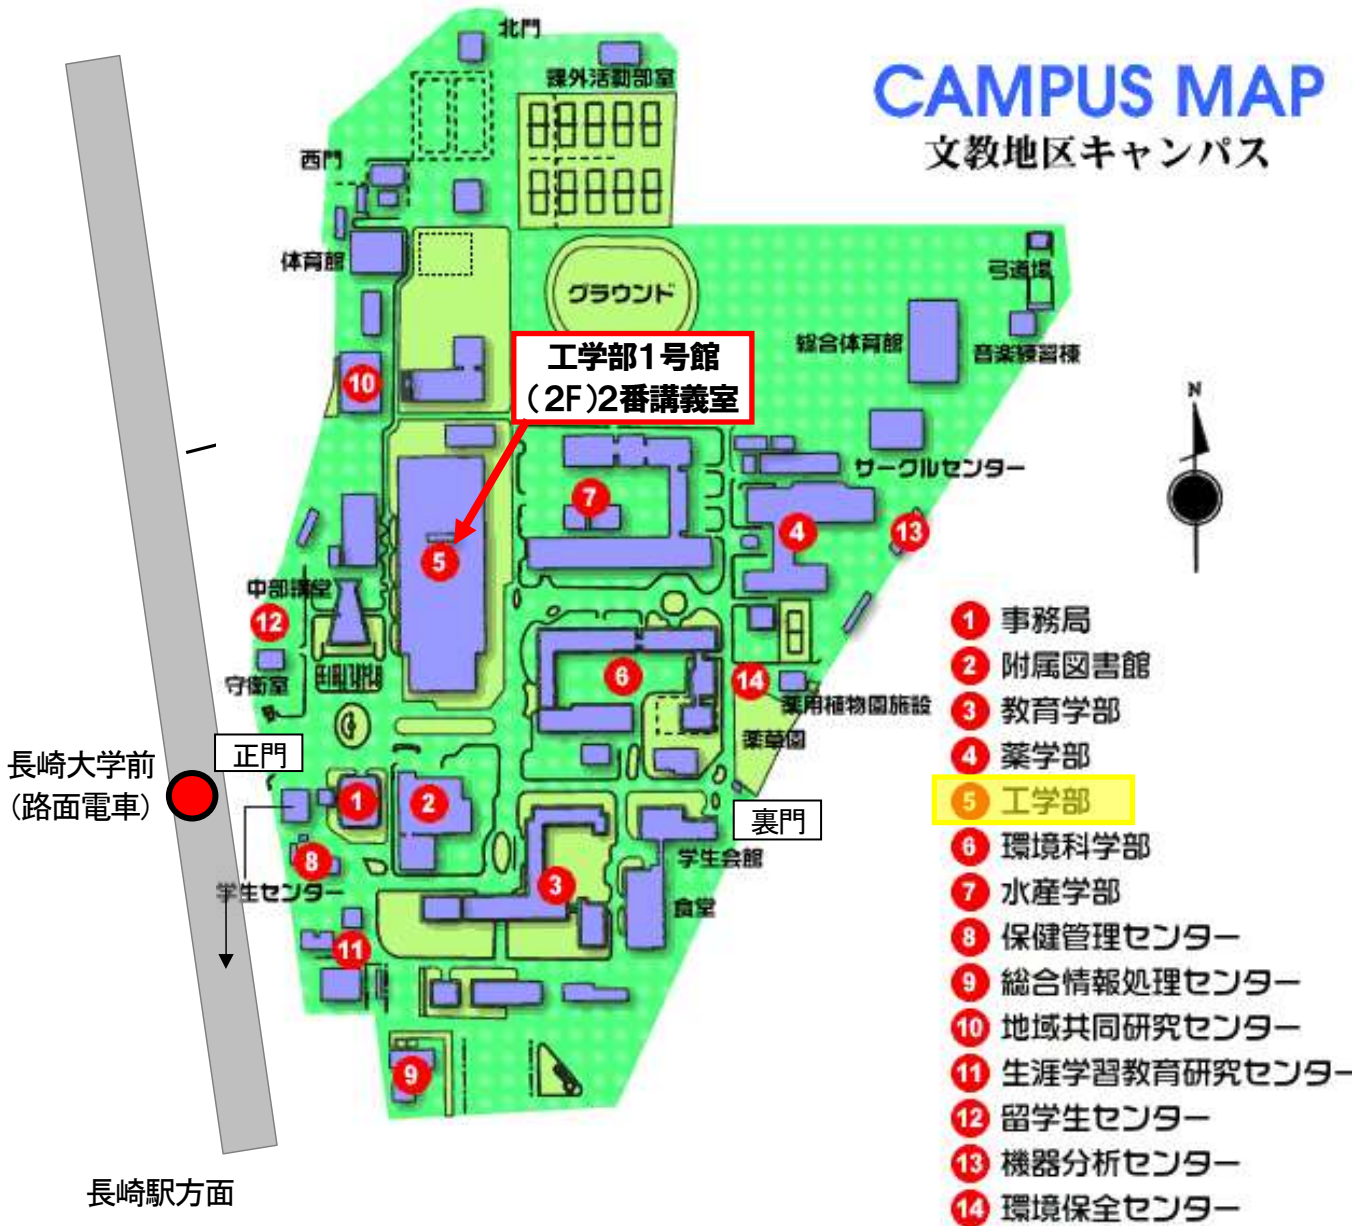 CAMPUS MAP
文教地区キャンパス
北門
課外活動部室
西門
体育館
グラウンド
弓道場
総合体育館
音楽練習棟
工学部1号館
(2F)2番講義室
10
サークルセンター
N
7
4
13
5
中部講堂
12
守衛室
6
14
薬用植物園施設
薬草園
正門
長崎大学前
(路面電車)
1
2
裏門
学生会館
8
学生センター
3
食堂
11
9
長崎駅方面
1 事務局
2 附属図書館
3 教育学部
4 薬学部
5 工学部
6 環境科学部
7 水産学部
8 保健管理センター
9 総合情報処理センター
10 地域共同研究センター
11 生涯学習教育研究センター
12 留学生センター
13 機器分析センター
14 環境保全センター